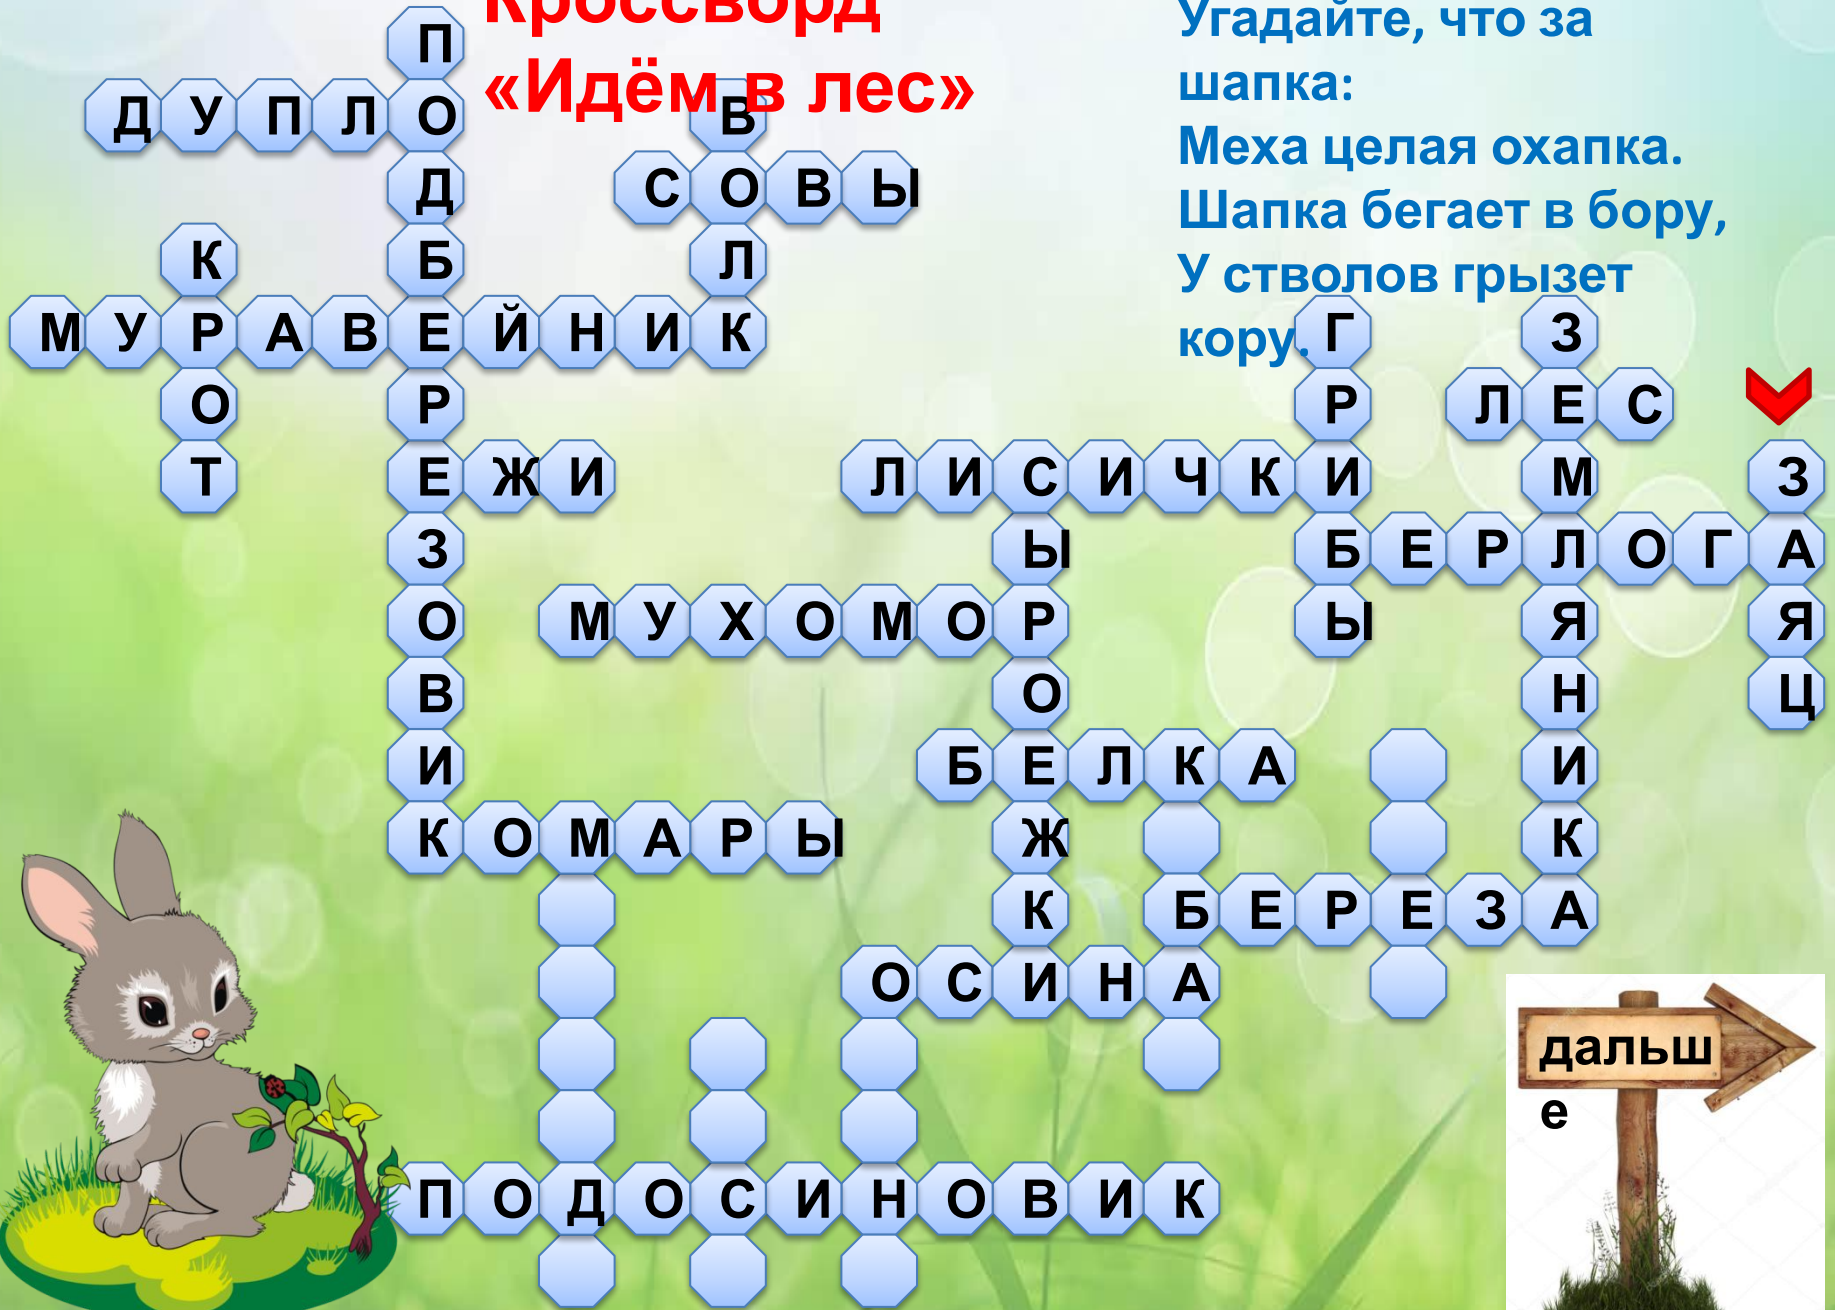 Кроссворд
«Идём в лес»
Угадайте, что за
шапка:
Меха целая охапка.
Шапка бегает в бору,
У стволов грызет
кору.
ПОДБЕРЕЗОВИК
ДУПЛО
ВОЛК
СОВЫ
КРОТ
МУРАВЕЙНИК
ГРИБЫ
ЗЕМЛЯНИКА
ЛЕС
ЕЖИ
ЛИСИЧКИ
СЫРОЕЖКИ
ЗАЯЦ
БЕРЛОГА
МУХОМОР
БЕЛКА
КОМАРЫ
БЕРЕЗА
ОСИНА
ПОДОСИНОВИК
дальш
е